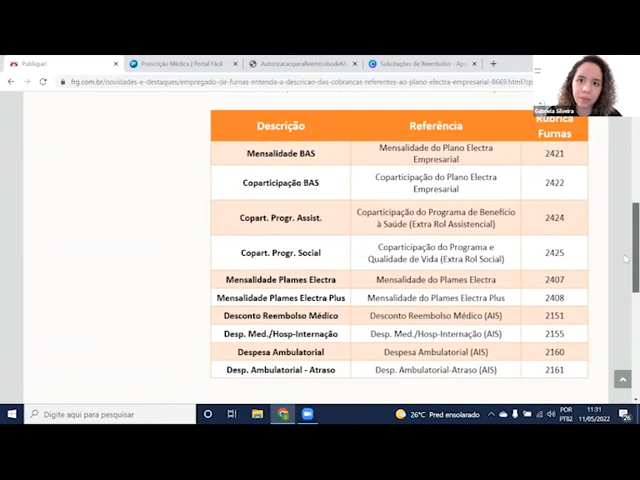 Publique!
Prescrição Médica | Portal Fácil
AutorizacaoparaReembolsodeM
Solicitações de Reembolso - Apo
frg.com.br/novidades-e-destaques/empregado-de-furnas-entenda-a-descricao-das-cobrancas-referentes-ao-plano-electra-empresarial-8669.html?cp
Gabriela Silveira
Descrição Referência Rubrica Furnas
Mensalidade BAS Mensalidade do Plano Electra Empresarial 2421
Coparticipação BAS Coparticipação do Plano Electra Empresarial 2422
Copart. Progr. Assist. Coparticipação do Programa de Benefício à Saúde (Extra Rol Assistencial) 2424
Copart. Progr. Social Coparticipação do Programa e Qualidade de Vida (Extra Rol Social) 2425
Mensalidade Plames Electra Mensalidade do Plames Electra 2407
Mensalidade Plames Electra Plus Mensalidade do Plames Electra Plus 2408
Desconto Reembolso Médico Desconto Reembolso Médico (AIS) 2151
Desp. Med./Hosp-Internação Desp. Med./Hosp-Internação (AIS) 2155
Despesa Ambulatorial Despesa Ambulatorial (AIS) 2160
Desp. Ambulatorial - Atraso Desp. Ambulatorial-Atraso (AIS) 2161
Digite aqui para pesquisar
26°C Pred ensolarado
POR
PTB2
11:31
11/05/2022
26